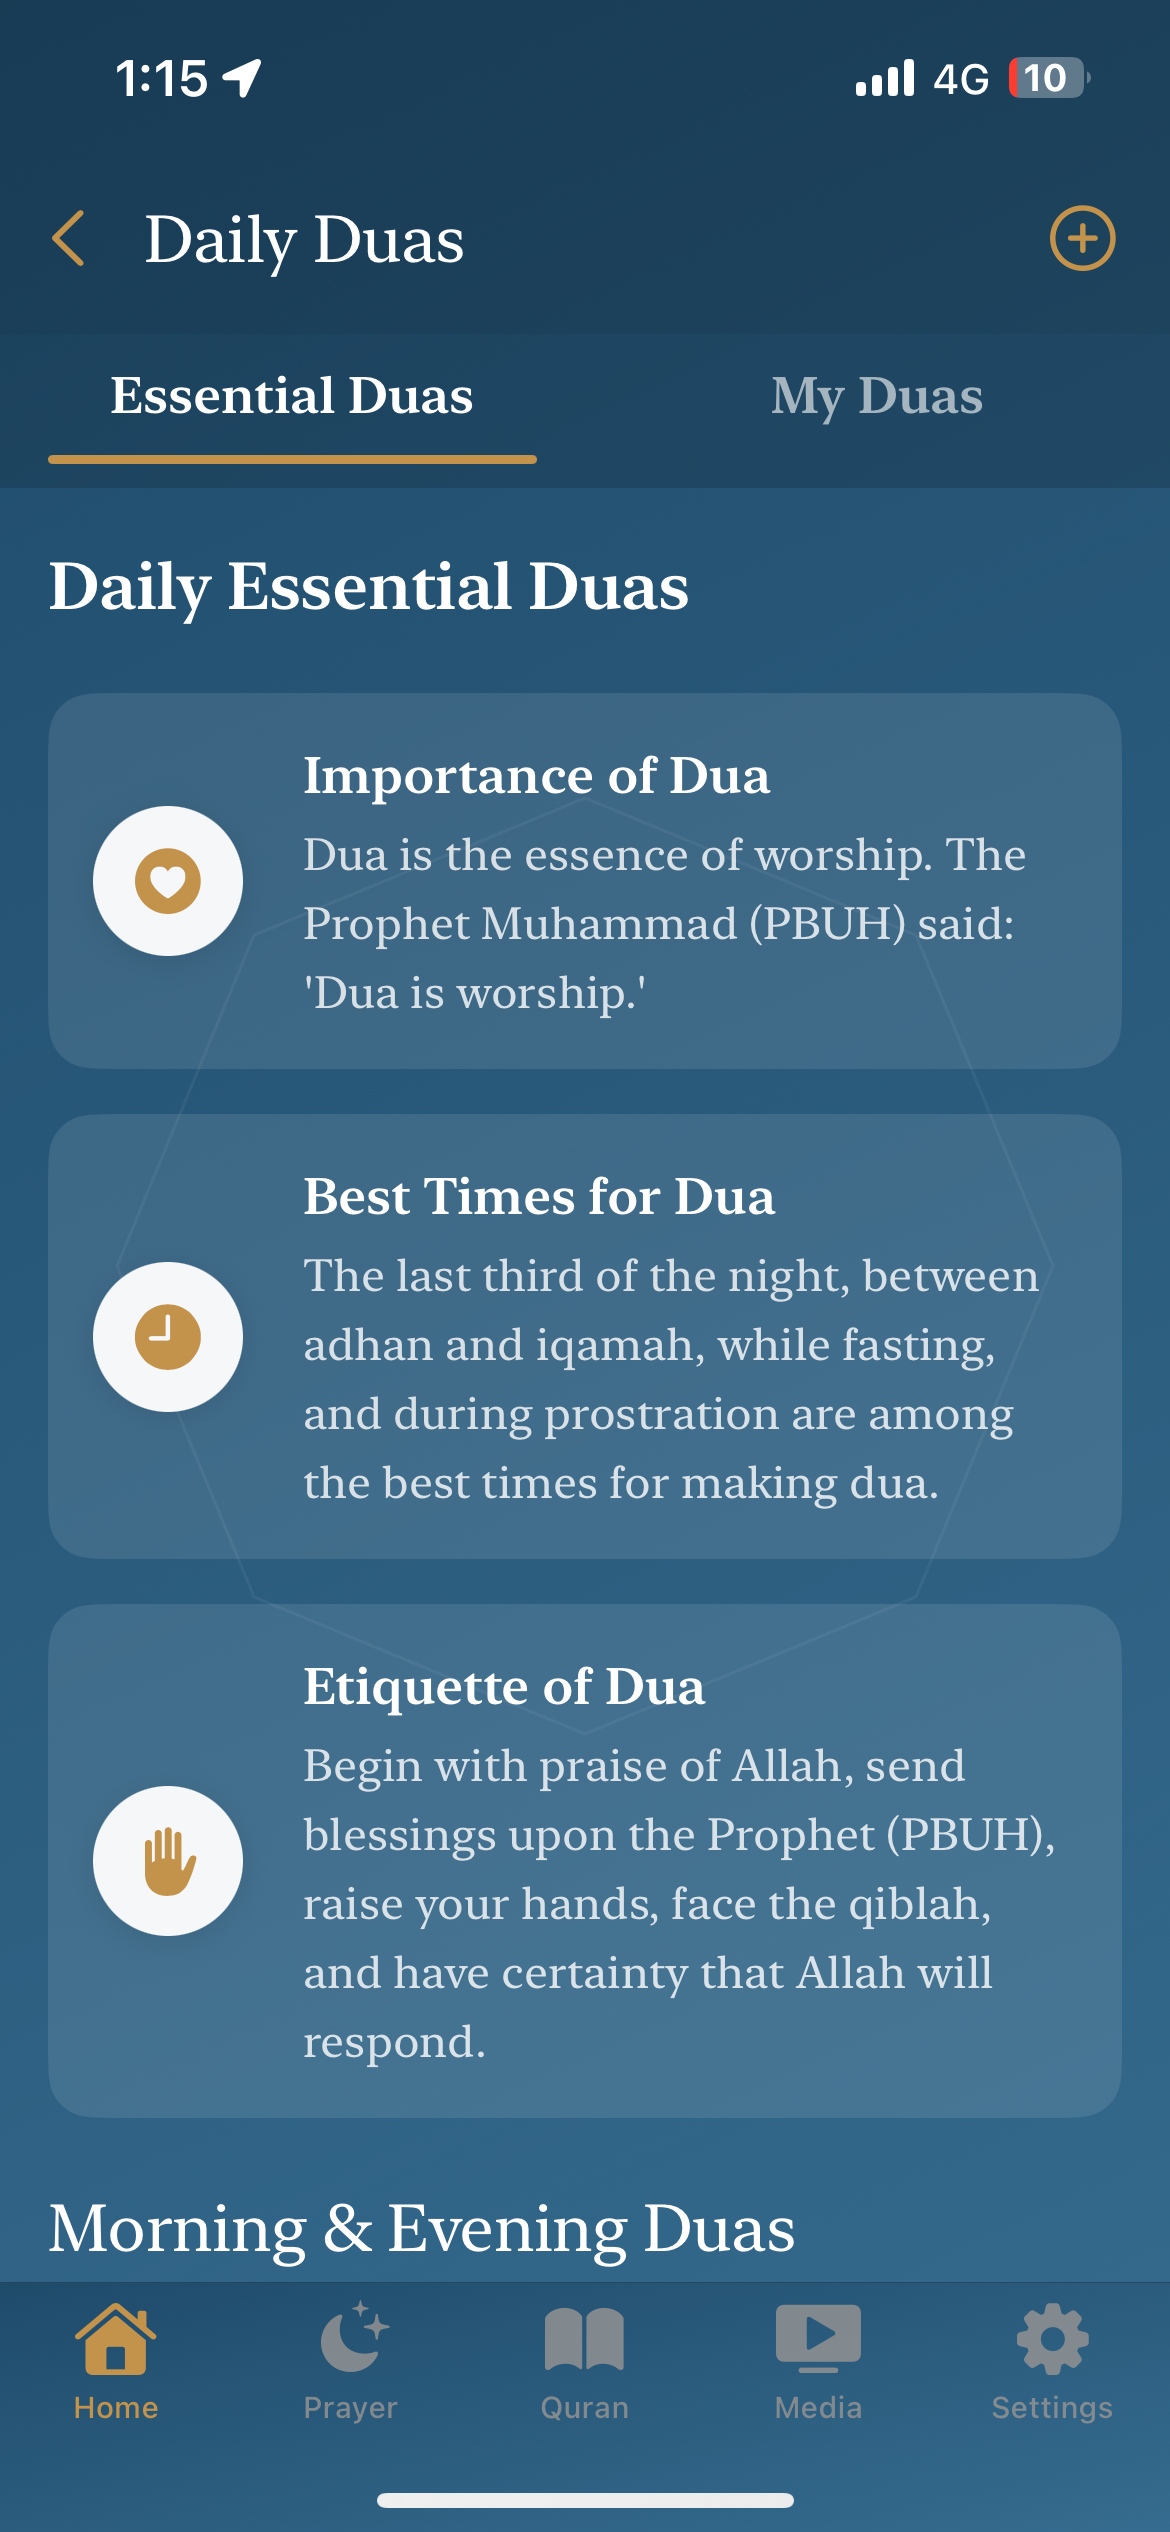 1:15
4G
10
Daily Duas
Essential Duas
My Duas
Daily Essential Duas
Importance of Dua
Dua is the essence of worship. The
Prophet Muhammad (PBUH) said:
'Dua is worship.'
Best Times for Dua
The last third of the night, between
adhan and iqamah, while fasting,
and during prostration are among
the best times for making dua.
Etiquette of Dua
Begin with praise of Allah, send
blessings upon the Prophet (PBUH),
raise your hands, face the qiblah,
and have certainty that Allah will
respond.
Morning & Evening Duas
Home
Prayer
Quran
Media
Settings